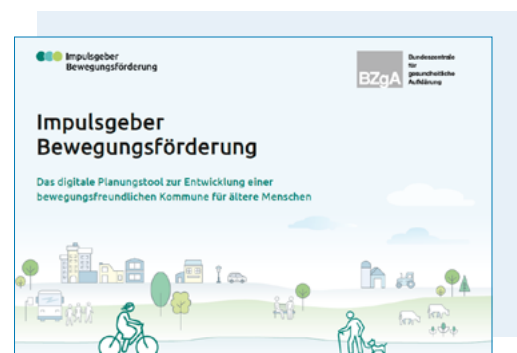 Impulsgeber
Bewegungsförderung
BZgA
Bundeszentrale
für
gesundheitliche
Aufklärung
Impulsgeber
Bewegungsförderung
Das digitale Planungstool zur Entwicklung einer
bewegungsfreundlichen Kommune für ältere Menschen